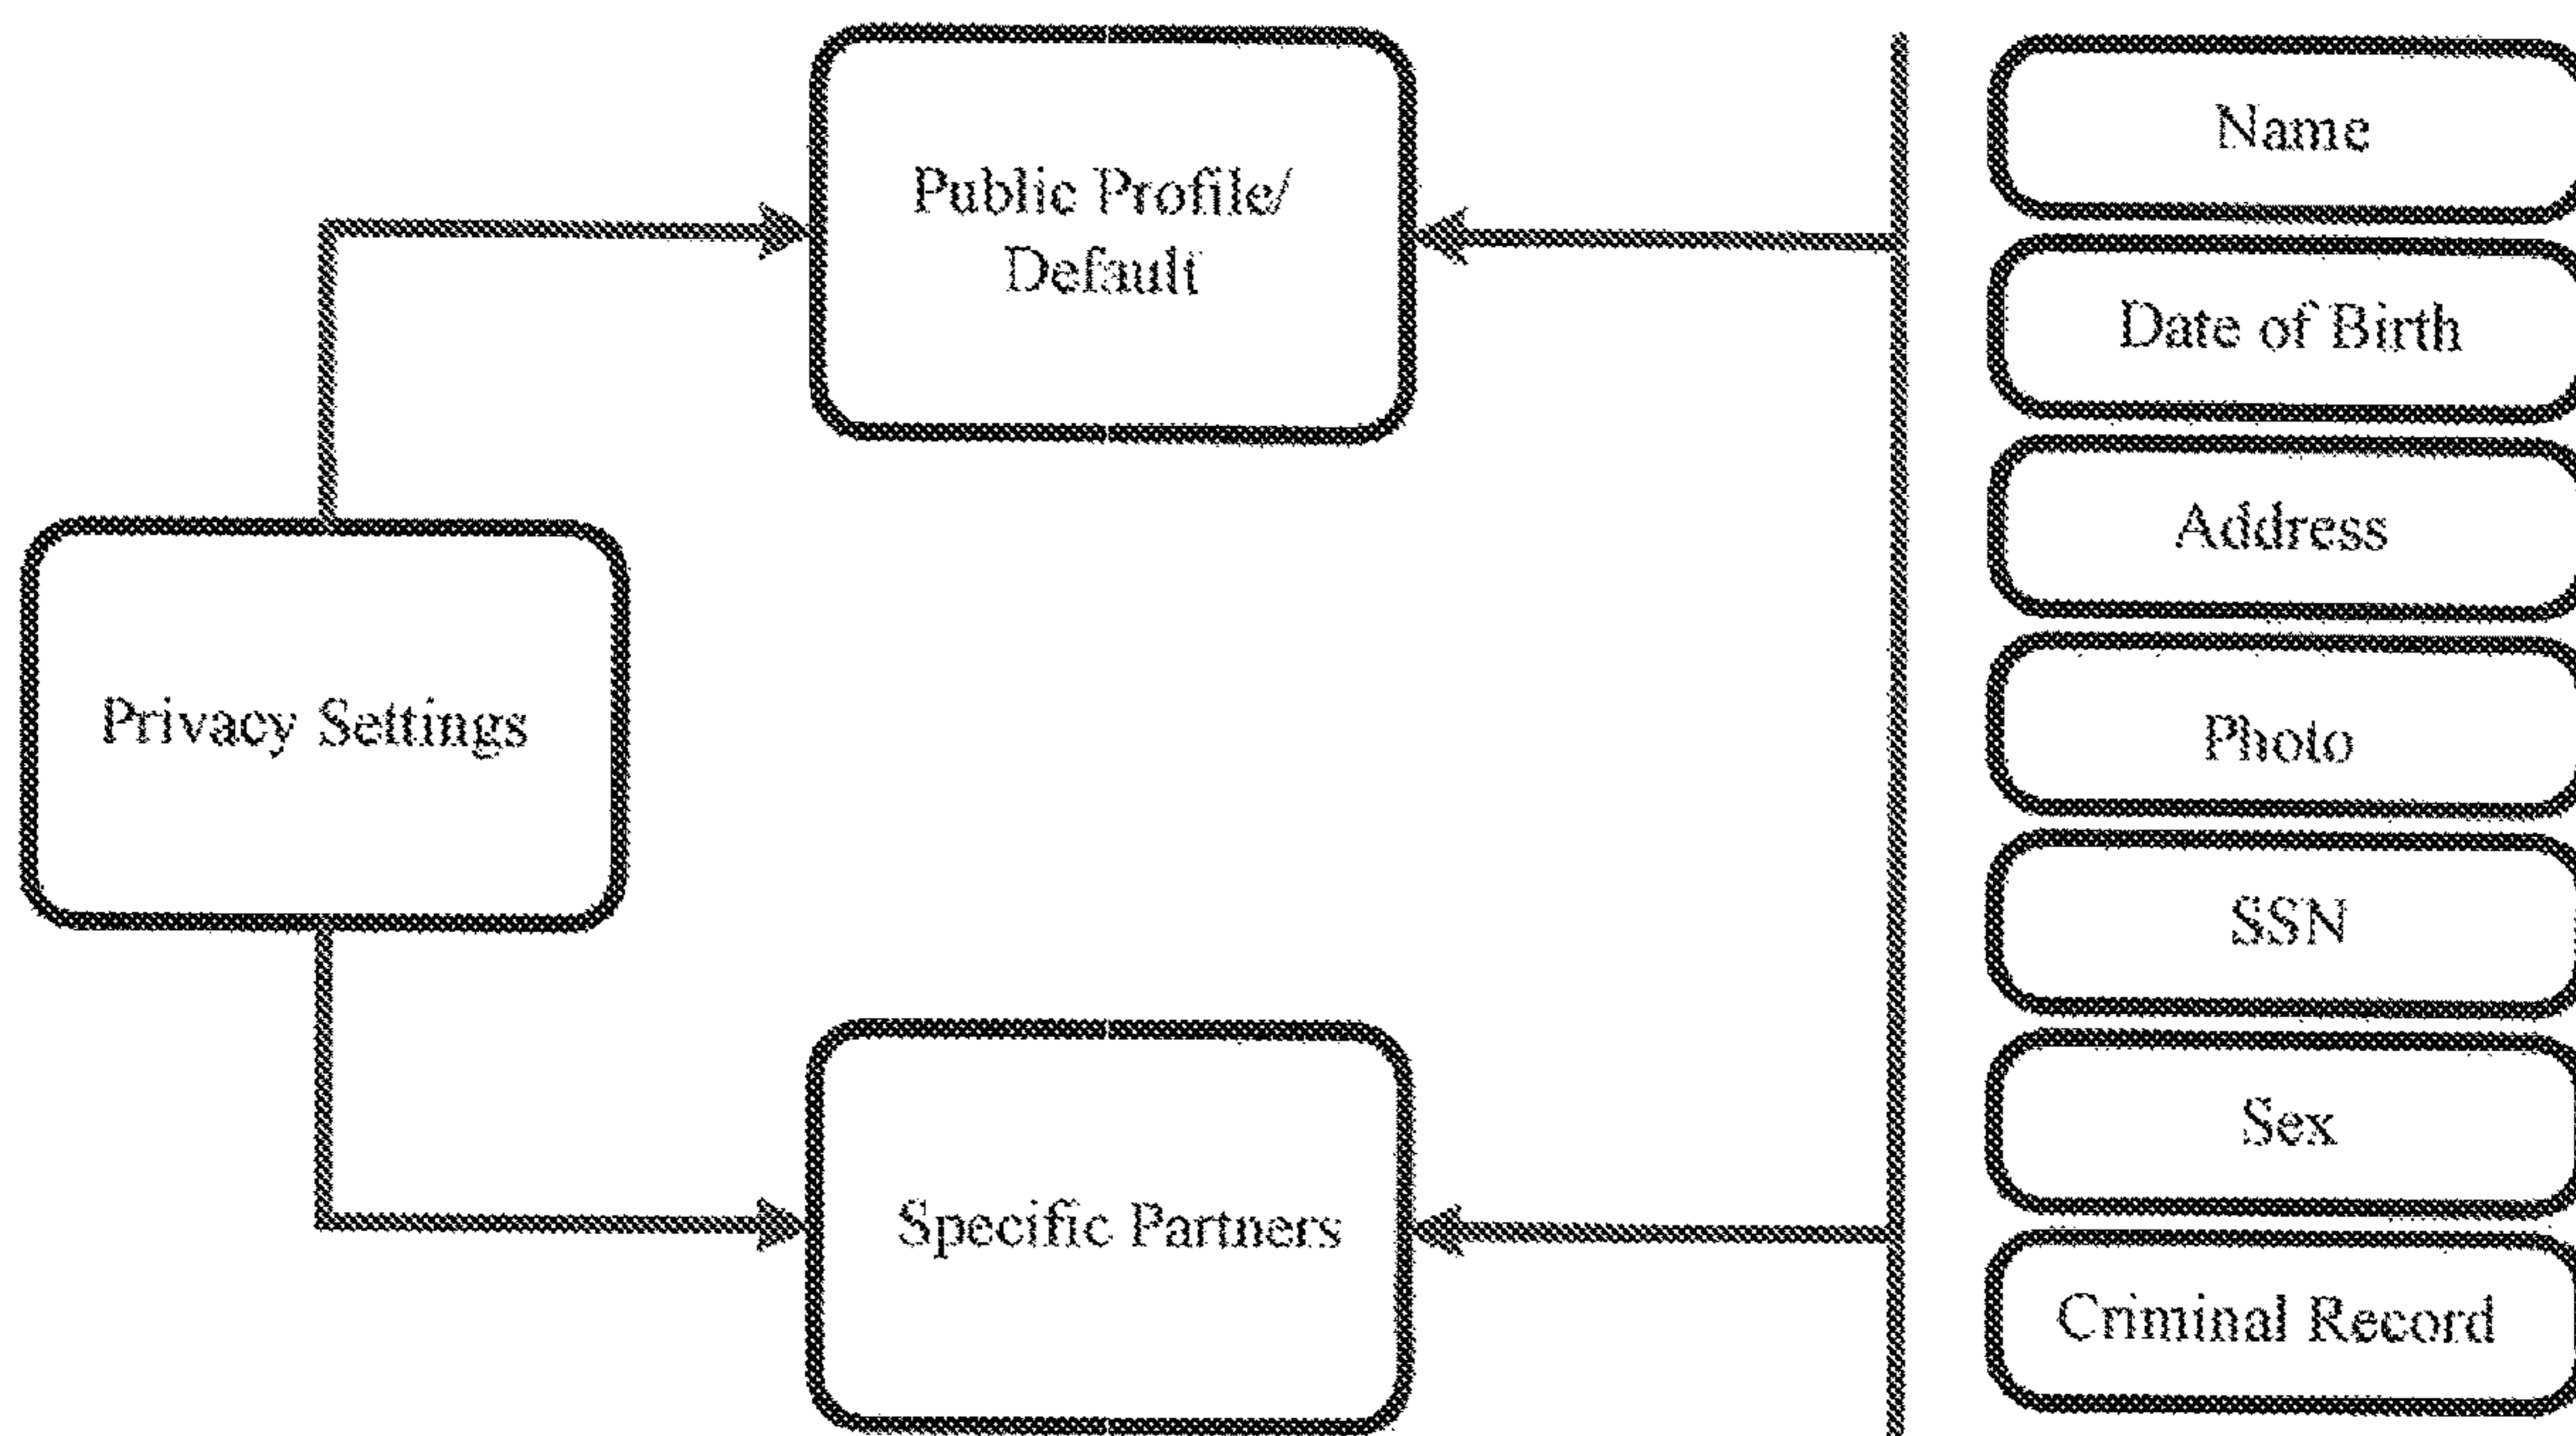 Public Profile/
Default
Privacy Settings
Specific Partners
Name
Date of Birth
Address
Photo
SSN
Sex
Criminal Record